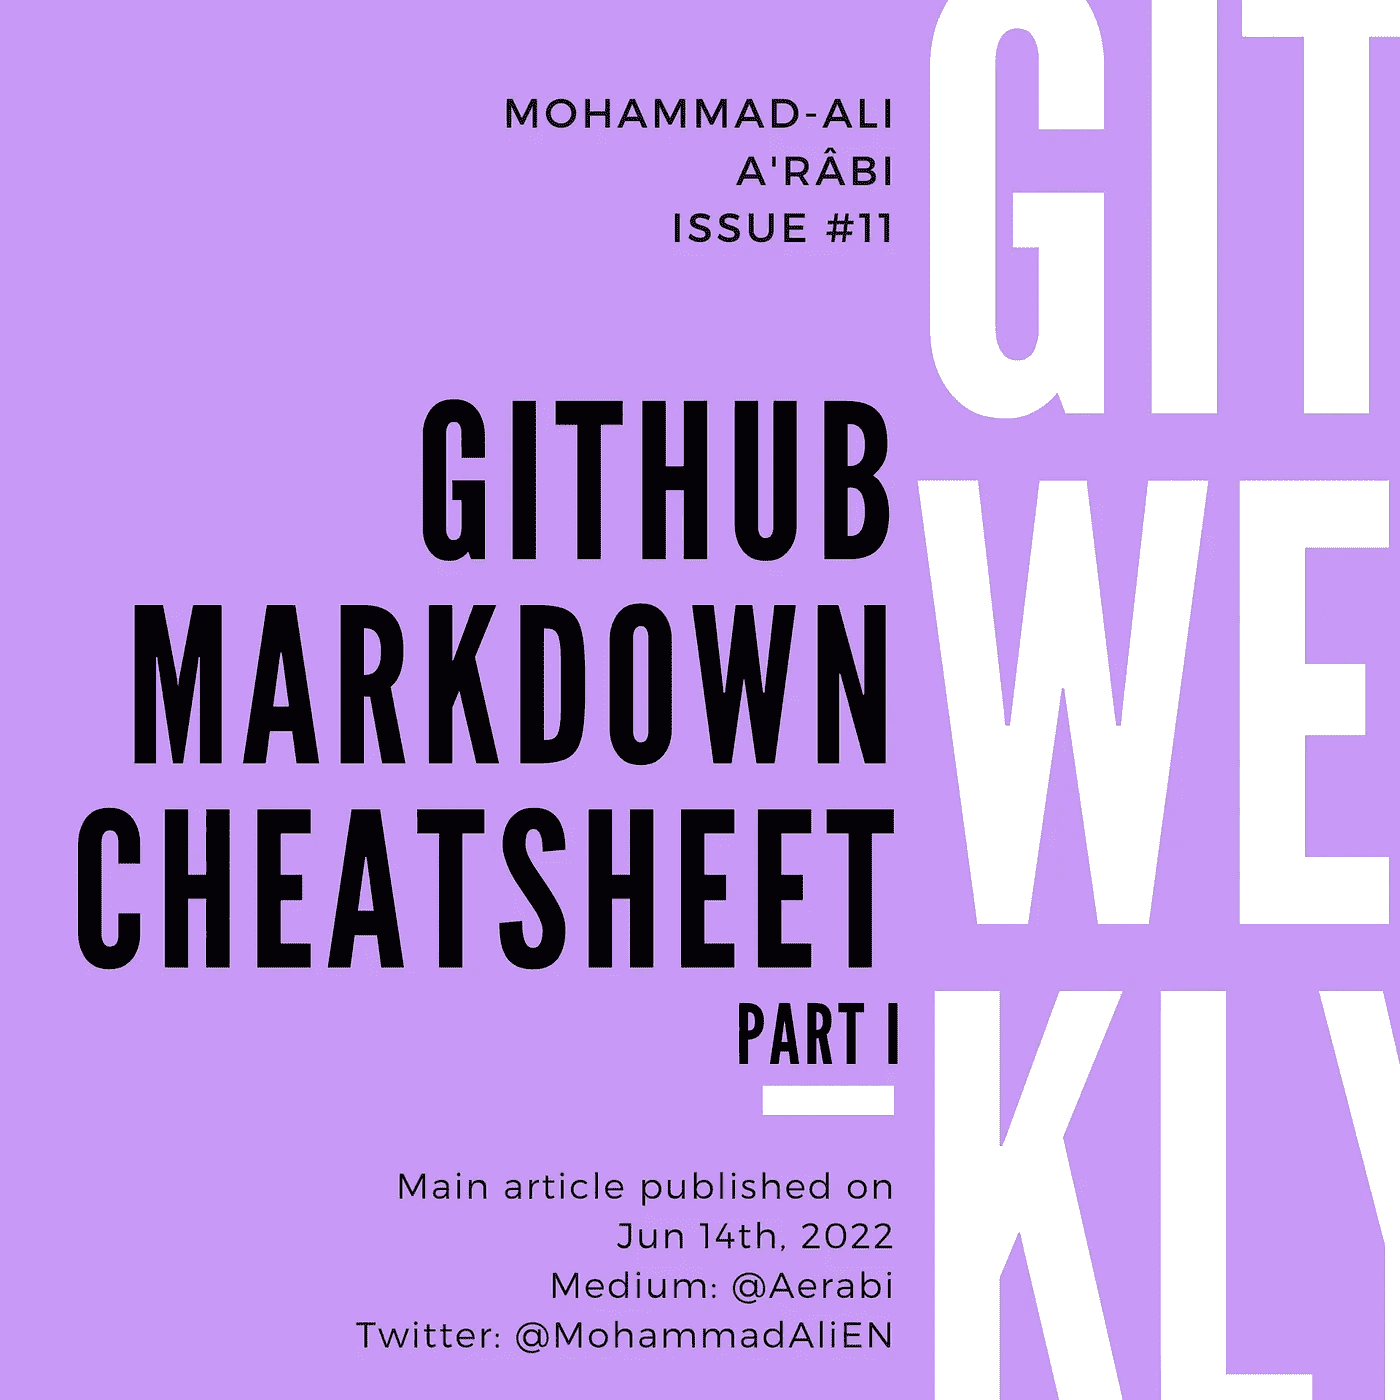 MOHAMMAD-ALI
A'RÂBI
ISSUE #11
GITHUB
MARKDOWN
CHEATSHEET
PART I
Main article published on
Jun 14th, 2022
Medium: @Aerabi
Twitter: @MohammadAliEN
GIT
WE
KLY